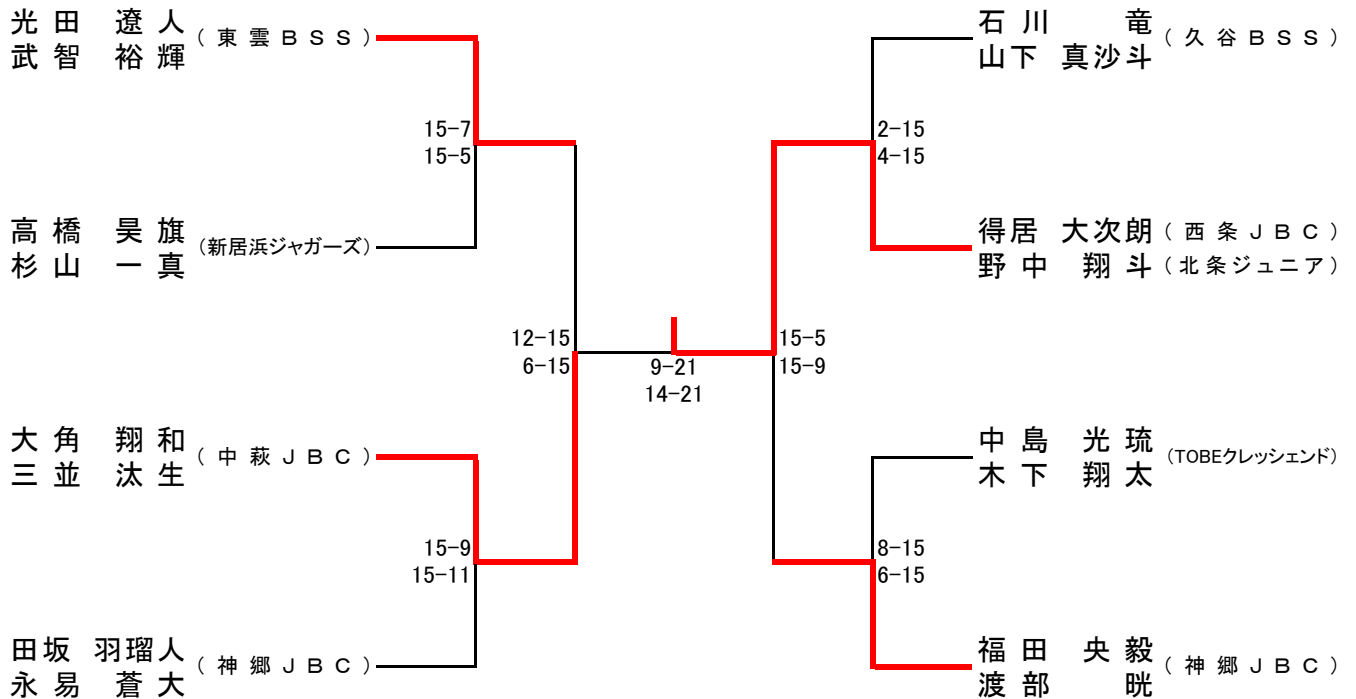 光田 遼人
武智 裕輝
(東雲BSS)
15-7
15-5
高橋 昊旗
杉山 一真
(新居浜ジャガーズ)
12-15
6-15
大角 翔和
三並 汰生
(中萩JBC)
15-9
15-11
田坂 羽瑠人
永易 蒼大
(神郷JBC)
9-21
14-21
石川 竜
山下 真沙斗
(久谷BSS)
2-15
4-15
得居 大次朗 (西条JBC)
野中 翔斗 (北条ジュニア)
15-5
15-9
中島 光琉
木下 翔太
(TOBEクレッシェンド)
8-15
6-15
福田 央毅
渡部 晄
(神郷JBC)